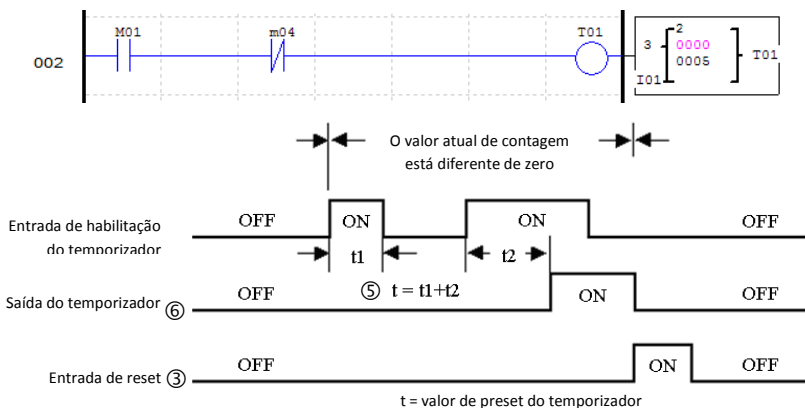 M01 m04 T01
002
2
3 0000 T01
0005
I01
O valor atual de contagem
está diferente de zero
Entrada de habilitação
do temporizador
OFF ON ON OFF
t1 t2
Saída do temporizador ⑥ OFF ⑤ t = t1+t2 ON OFF
Entrada de reset ③ OFF ON OFF
t = valor de preset do temporizador